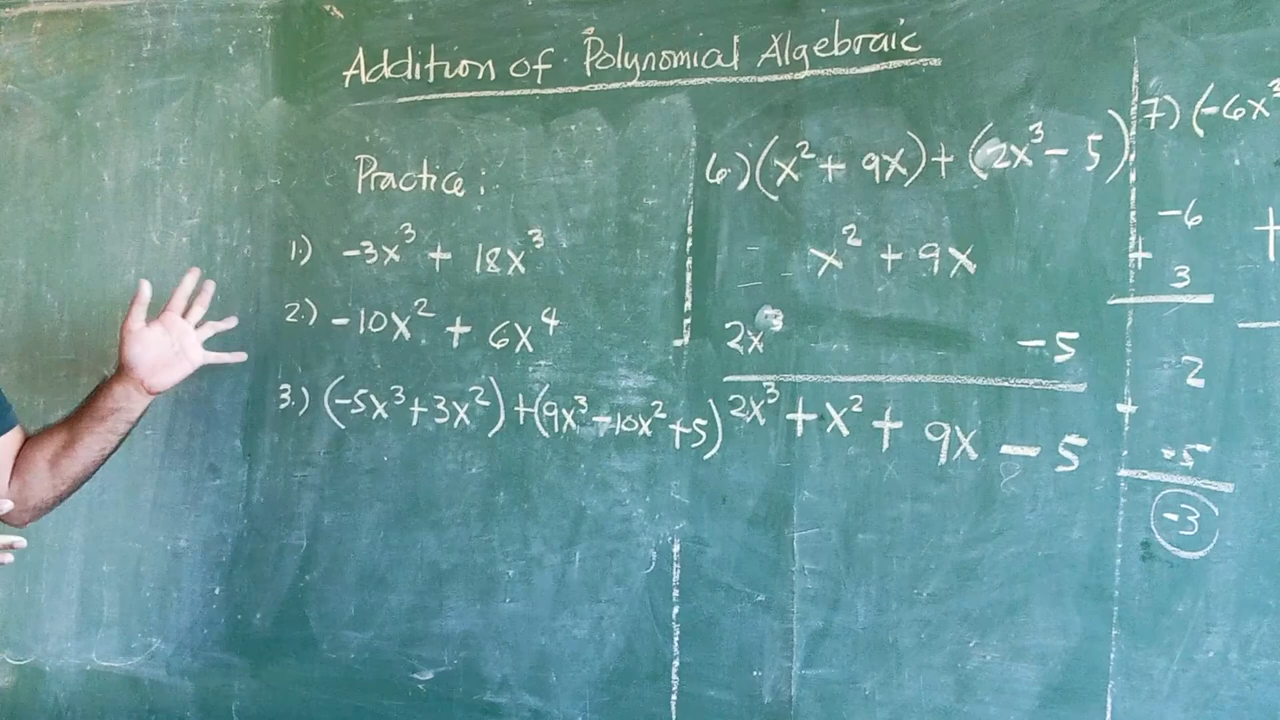 Addition of Polynomial Algebraic
Practice:
1.) -3x³ + 18x³
2.) -10x² + 6x⁴
3.) (-5x³+3x²)+(9x³-10x²+5)
6.) (x² + 9x)+(2x³- 5)
x² + 9x
2x³ -5
2x³ + x² + 9x - 5
7) (-6x³
-6
+ 3
2
+ -5
-3